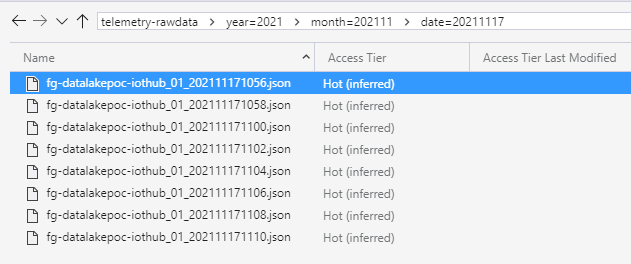 telemetry-rawdata > year=2021 > month=202111 > date=20211117
Name Access Tier Access Tier Last Modified
fg-datalakepoc-iothub_01_202111171056.json Hot (inferred)
fg-datalakepoc-iothub_01_202111171058.json Hot (inferred)
fg-datalakepoc-iothub_01_202111171100.json Hot (inferred)
fg-datalakepoc-iothub_01_202111171102.json Hot (inferred)
fg-datalakepoc-iothub_01_202111171104.json Hot (inferred)
fg-datalakepoc-iothub_01_202111171106.json Hot (inferred)
fg-datalakepoc-iothub_01_202111171108.json Hot (inferred)
fg-datalakepoc-iothub_01_202111171110.json Hot (inferred)